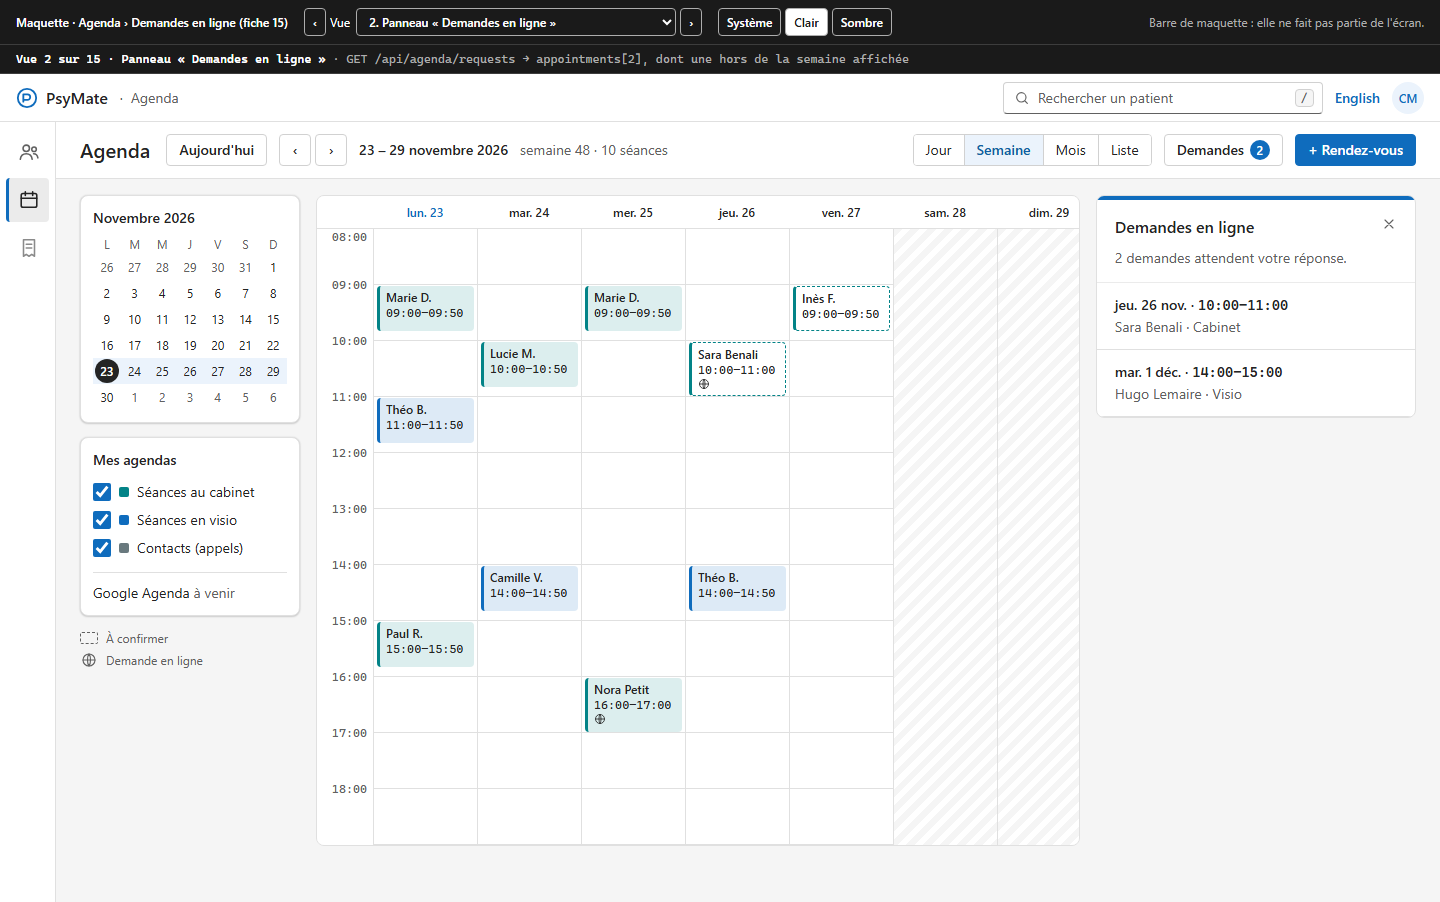 Maquette · Agenda › Demandes en ligne (fiche 15) ‹ Vue 2. Panneau « Demandes en ligne » › Système Clair Sombre Barre de maquette : elle ne fait pas partie de l'écran.
Vue 2 sur 15 · Panneau « Demandes en ligne » · GET /api/agenda/requests → appointments[2], dont une hors de la semaine affichée
PsyMate · Agenda Rechercher un patient / English CM
Agenda Aujourd'hui ‹ › 23 – 29 novembre 2026 semaine 48 · 10 séances Jour Semaine Mois Liste Demandes 2 + Rendez-vous
Novembre 2026
L M M J V S D
26 27 28 29 30 31 1
2 3 4 5 6 7 8
9 10 11 12 13 14 15
16 17 18 19 20 21 22
23 24 25 26 27 28 29
30 1 2 3 4 5 6
Mes agendas
Séances au cabinet
Séances en visio
Contacts (appels)
Google Agenda à venir
À confirmer
Demande en ligne
lun. 23 mar. 24 mer. 25 jeu. 26 ven. 27 sam. 28 dim. 29
08:00
09:00
Marie D.
09:00–09:50
Marie D.
09:00–09:50
Inès F.
09:00–09:50
10:00
Lucie M.
10:00–10:50
Sara Benali
10:00–11:00
11:00
Théo B.
11:00–11:50
12:00
13:00
14:00
Camille V.
14:00–14:50
Théo B.
14:00–14:50
15:00
Paul R.
15:00–15:50
16:00
Nora Petit
16:00–17:00
17:00
18:00
Demandes en ligne
2 demandes attendent votre réponse.
jeu. 26 nov. · 10:00–11:00
Sara Benali · Cabinet
mar. 1 déc. · 14:00–15:00
Hugo Lemaire · Visio